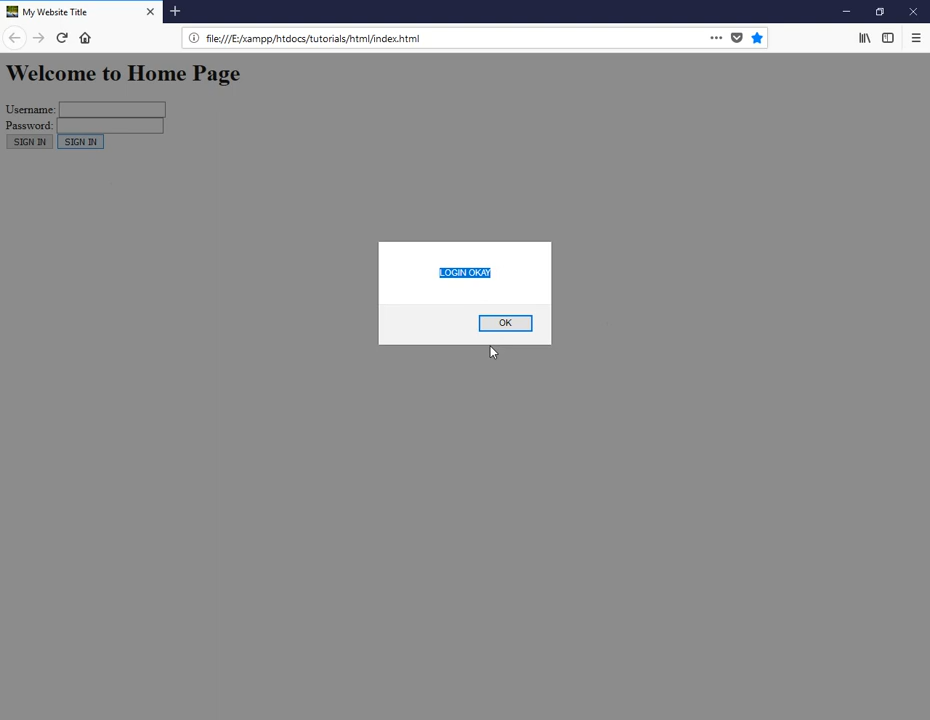 My Website Title
file:///E:/xampp/htdocs/tutorials/html/index.html
Welcome to Home Page
Username:
Password:
SIGN IN SIGN IN
LOGIN OKAY
OK